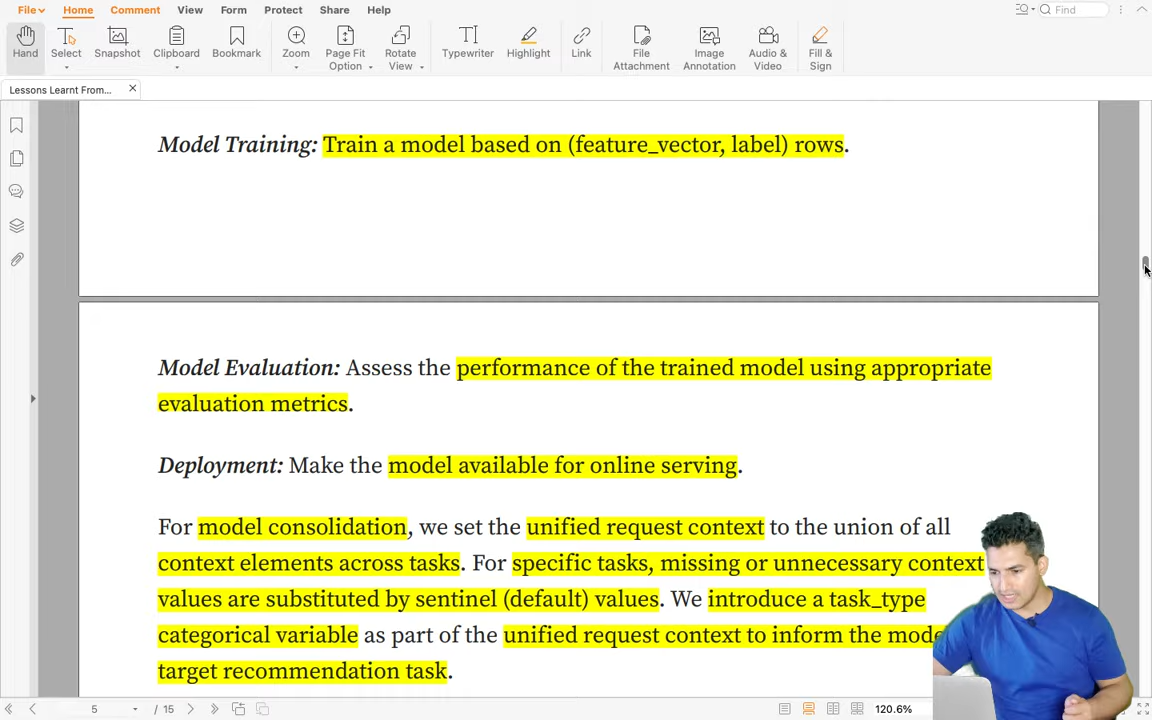 File Home Comment View Form Protect Share Help Find
Hand Select Snapshot Clipboard Bookmark Zoom Page Fit Option Rotate View Typewriter Highlight Link File Attachment Image Annotation Audio & Video Fill & Sign
Lessons Learnt From...
Model Training: Train a model based on (feature_vector, label) rows.
Model Evaluation: Assess the performance of the trained model using appropriate
evaluation metrics.
Deployment: Make the model available for online serving.
For model consolidation, we set the unified request context to the union of all
context elements across tasks. For specific tasks, missing or unnecessary context
values are substituted by sentinel (default) values. We introduce a task_type
categorical variable as part of the unified request context to inform the
target recommendation task.
5 / 15 120.6%